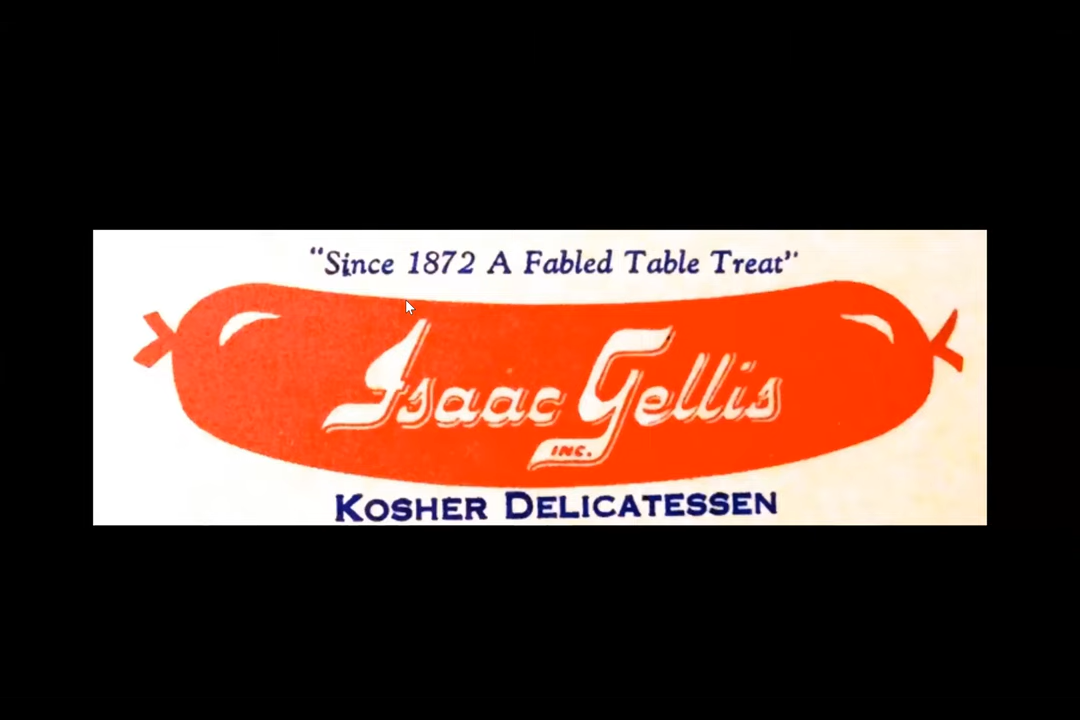 “Since 1872 A Fabled Table Treat”
Isaac Gellis
INC.
KOSHER DELICATESSEN